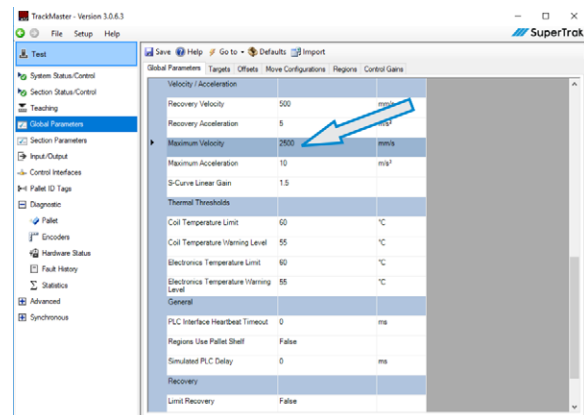 TrackMaster - Version 3.0.6.3
File Setup Help
SuperTrak
Test
Save Help Go to Defaults Import
Global Parameters Targets Offsets Move Configurations Regions Control Gains
System Status/Control
Section Status/Control
Teaching
Global Parameters
Section Parameters
Input/Output
Control Interfaces
Pallet ID Tags
Diagnostic
Pallet
Encoders
Hardware Status
Fault History
Statistics
Advanced
Synchronous
Velocity / Acceleration
Recovery Velocity 500 mm/s
Recovery Acceleration 5 m/s²
Maximum Velocity 2500 mm/s
Maximum Acceleration 10 m/s²
S-Curve Linear Gain 1.5
Thermal Thresholds
Coil Temperature Limit 60 °C
Coil Temperature Warning Level 55 °C
Electronics Temperature Limit 60 °C
Electronics Temperature Warning Level 55 °C
General
PLC Interface Heartbeat Timeout 0 ms
Regions Use Pallet Shelf False
Simulated PLC Delay 0 ms
Recovery
Limit Recovery False